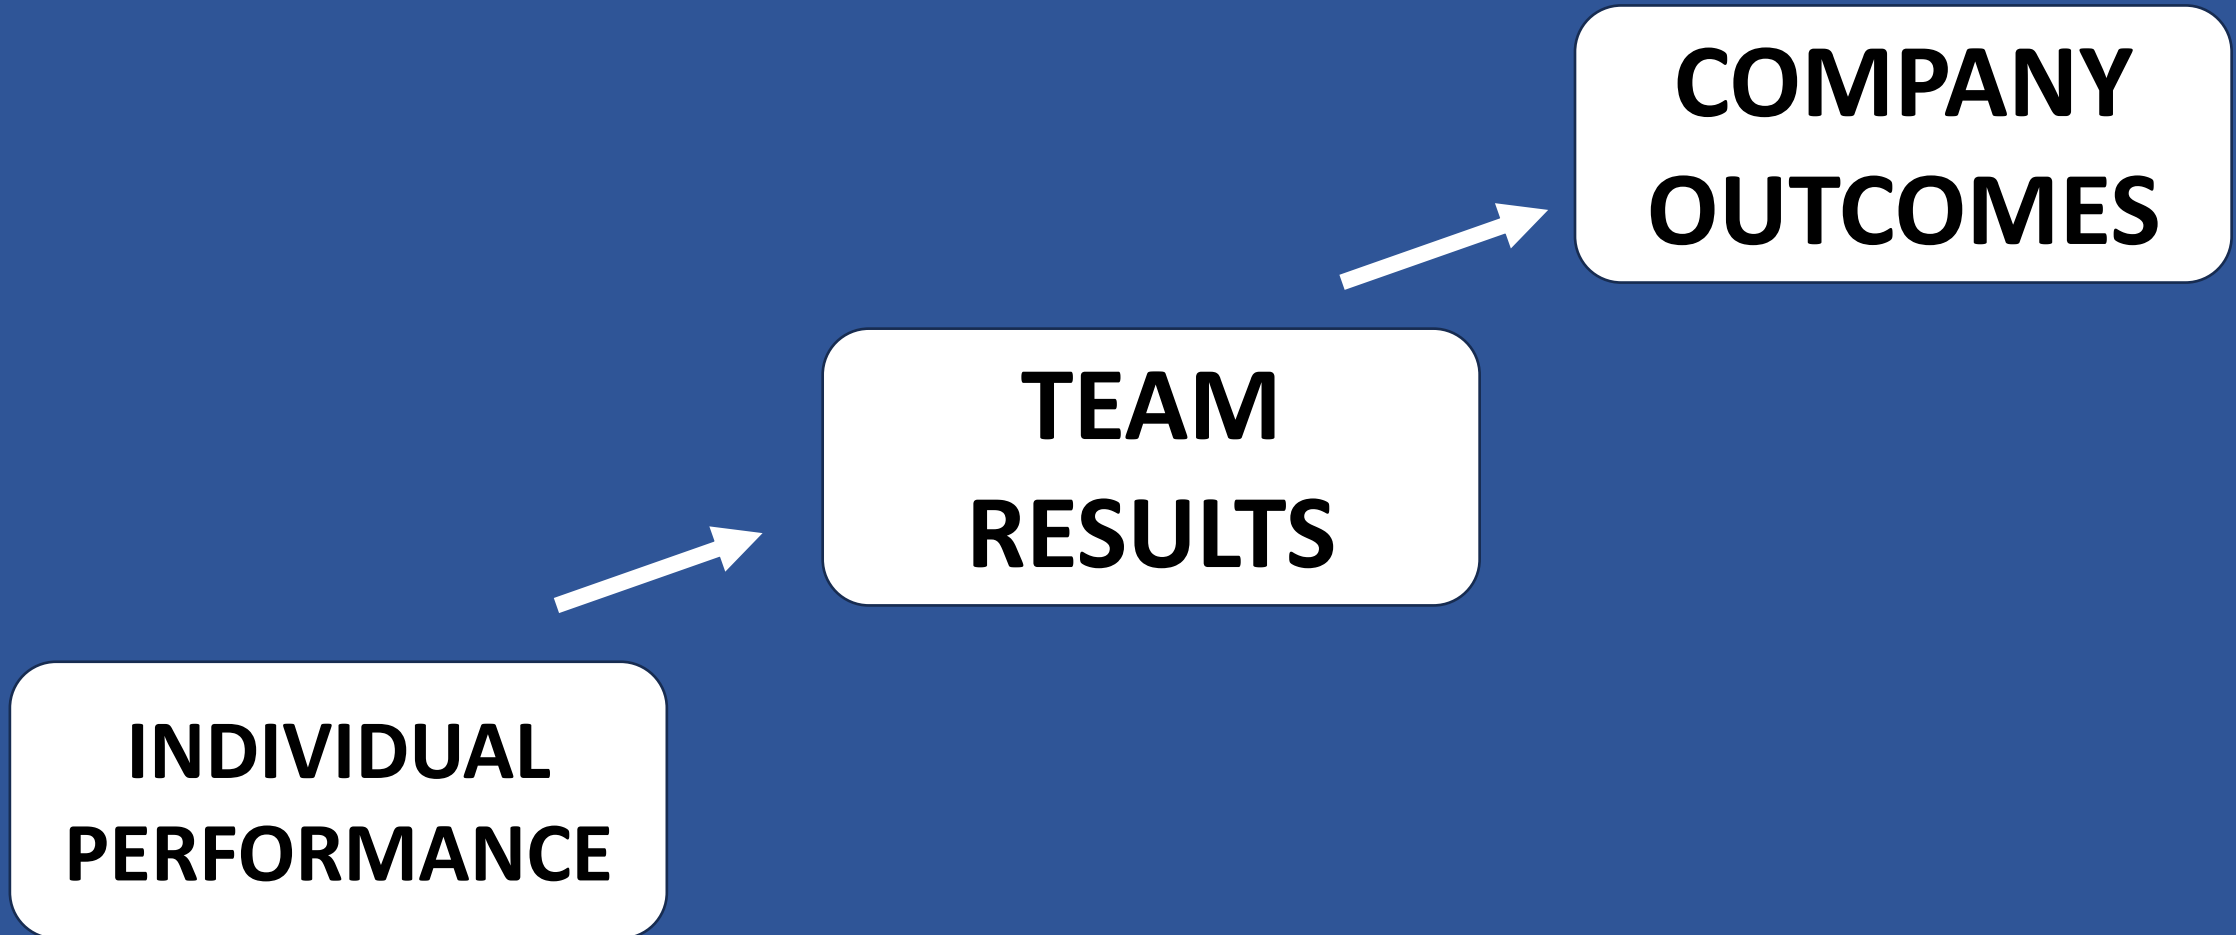 COMPANY
OUTCOMES
TEAM
RESULTS
INDIVIDUAL
PERFORMANCE